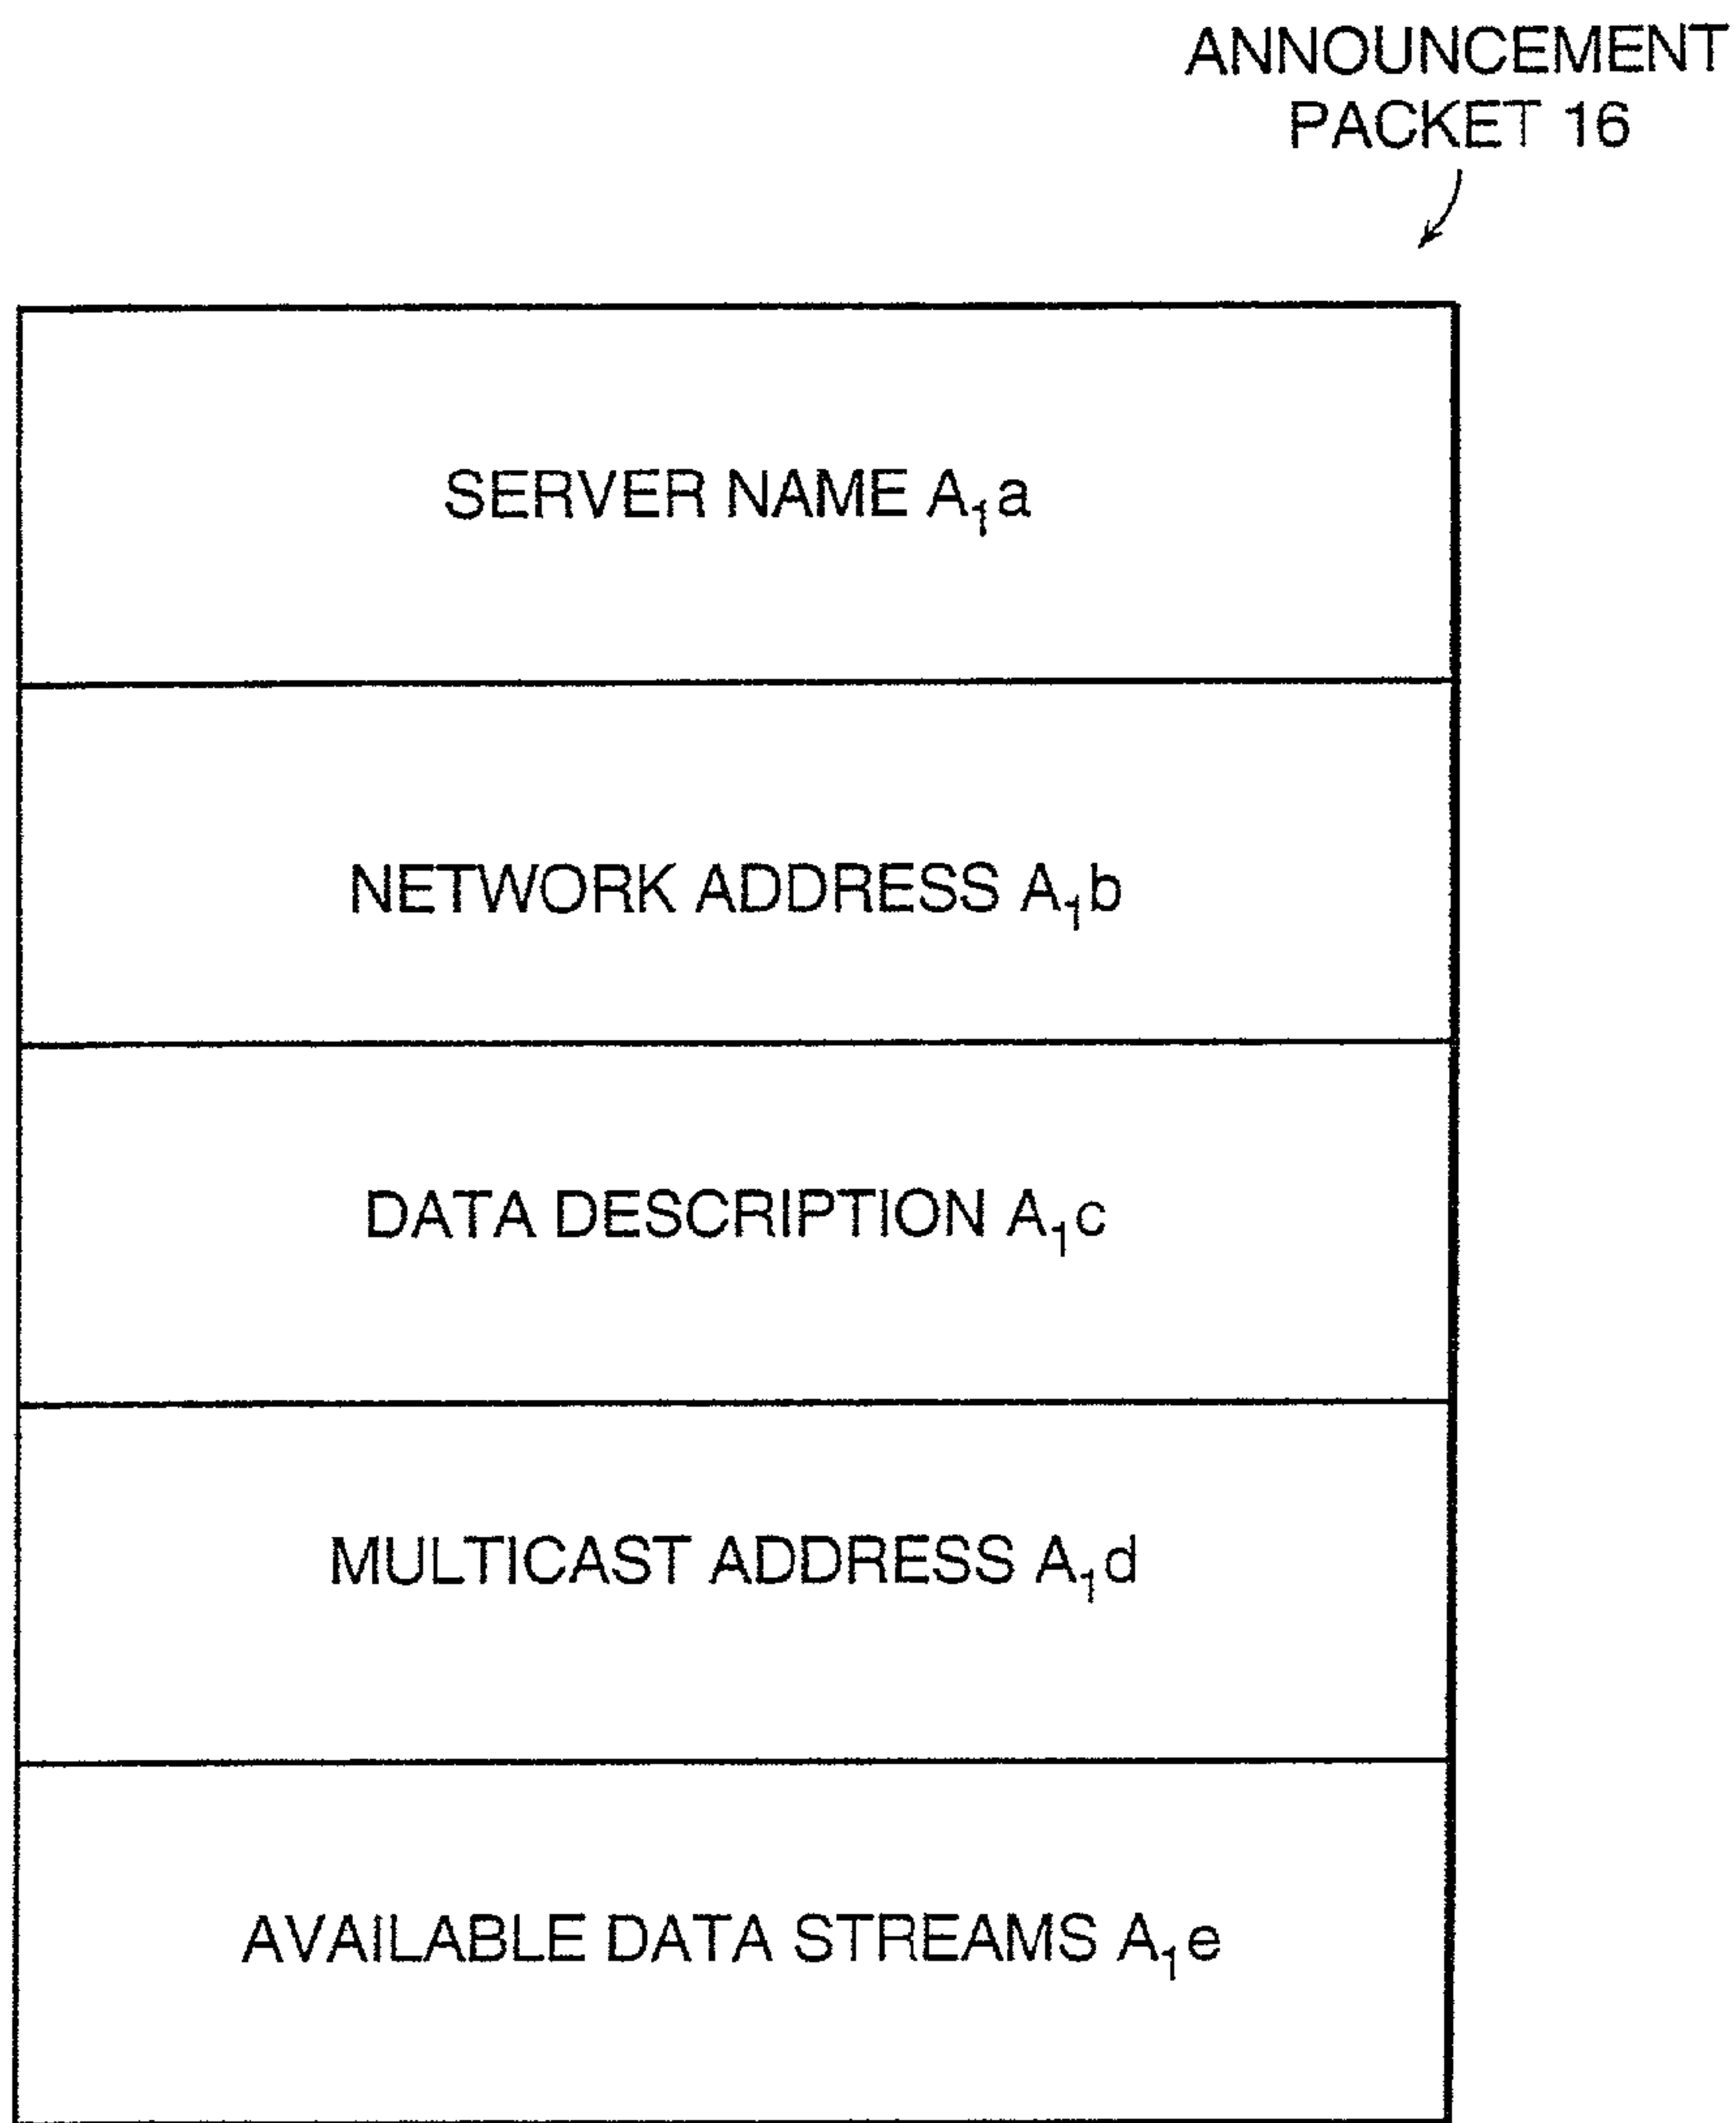 ANNOUNCEMENT
PACKET 16
SERVER NAME A₁a
NETWORK ADDRESS A₁b
DATA DESCRIPTION A₁c
MULTICAST ADDRESS A₁d
AVAILABLE DATA STREAMS A₁e